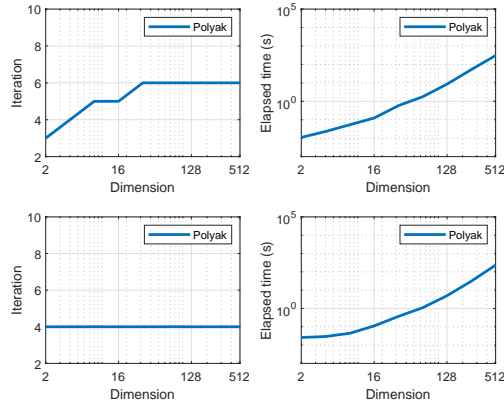 10
8
6
4
2
Iteration
Polyak
2
16
128
512
Dimension
10^5
10^0
Elapsed time (s)
Polyak
2
16
128
512
Dimension
10
8
6
4
2
Iteration
Polyak
2
16
128
512
Dimension
10^5
10^0
Elapsed time (s)
Polyak
2
16
128
512
Dimension